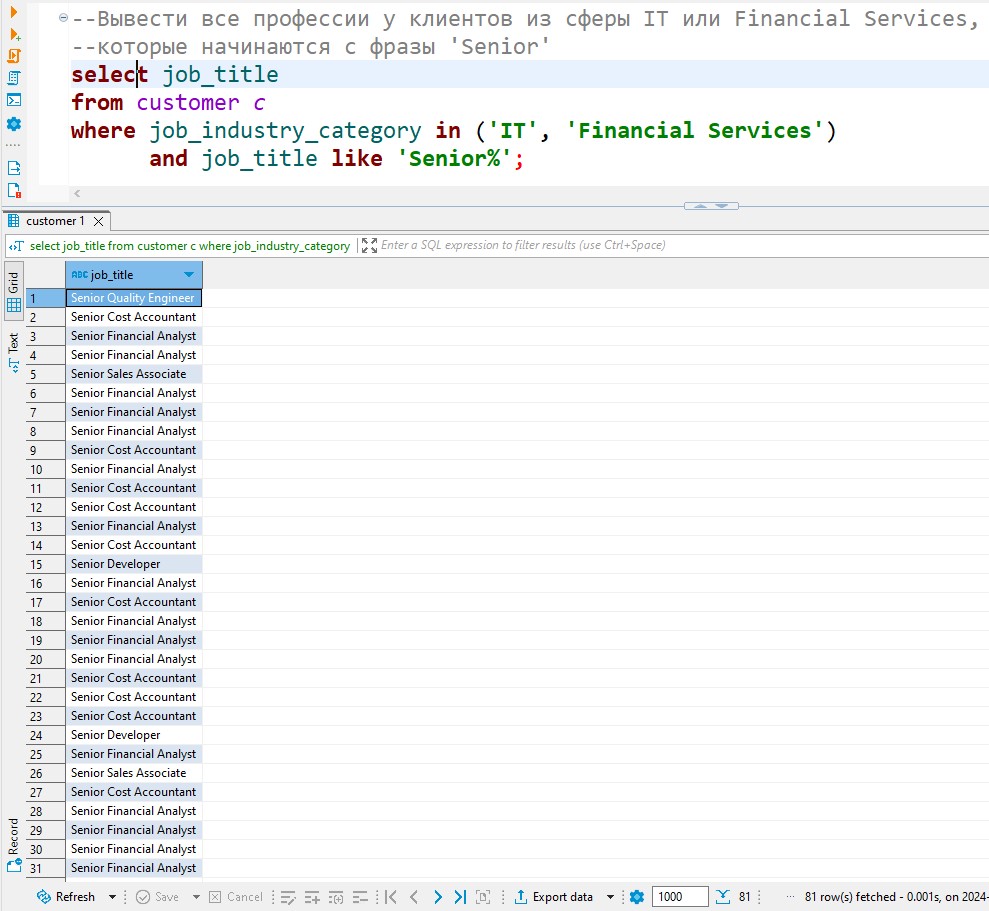 --Вывести все профессии у клиентов из сферы IT или Financial Services,
--которые начинаются с фразы 'Senior'
select job_title
from customer c
where job_industry_category in ('IT', 'Financial Services')
and job_title like 'Senior%';
customer 1
select job_title from customer c where job_industry_category
Enter a SQL expression to filter results (use Ctrl+Space)
Grid
Text
Record
ABC job_title
1 Senior Quality Engineer
2 Senior Cost Accountant
3 Senior Financial Analyst
4 Senior Financial Analyst
5 Senior Sales Associate
6 Senior Financial Analyst
7 Senior Financial Analyst
8 Senior Financial Analyst
9 Senior Cost Accountant
10 Senior Financial Analyst
11 Senior Cost Accountant
12 Senior Cost Accountant
13 Senior Financial Analyst
14 Senior Cost Accountant
15 Senior Developer
16 Senior Financial Analyst
17 Senior Cost Accountant
18 Senior Financial Analyst
19 Senior Financial Analyst
20 Senior Financial Analyst
21 Senior Cost Accountant
22 Senior Cost Accountant
23 Senior Cost Accountant
24 Senior Developer
25 Senior Financial Analyst
26 Senior Sales Associate
27 Senior Cost Accountant
28 Senior Financial Analyst
29 Senior Financial Analyst
30 Senior Financial Analyst
31 Senior Financial Analyst
Refresh Save Cancel Export data 1000 81 81 row(s) fetched - 0.001s, on 2024-